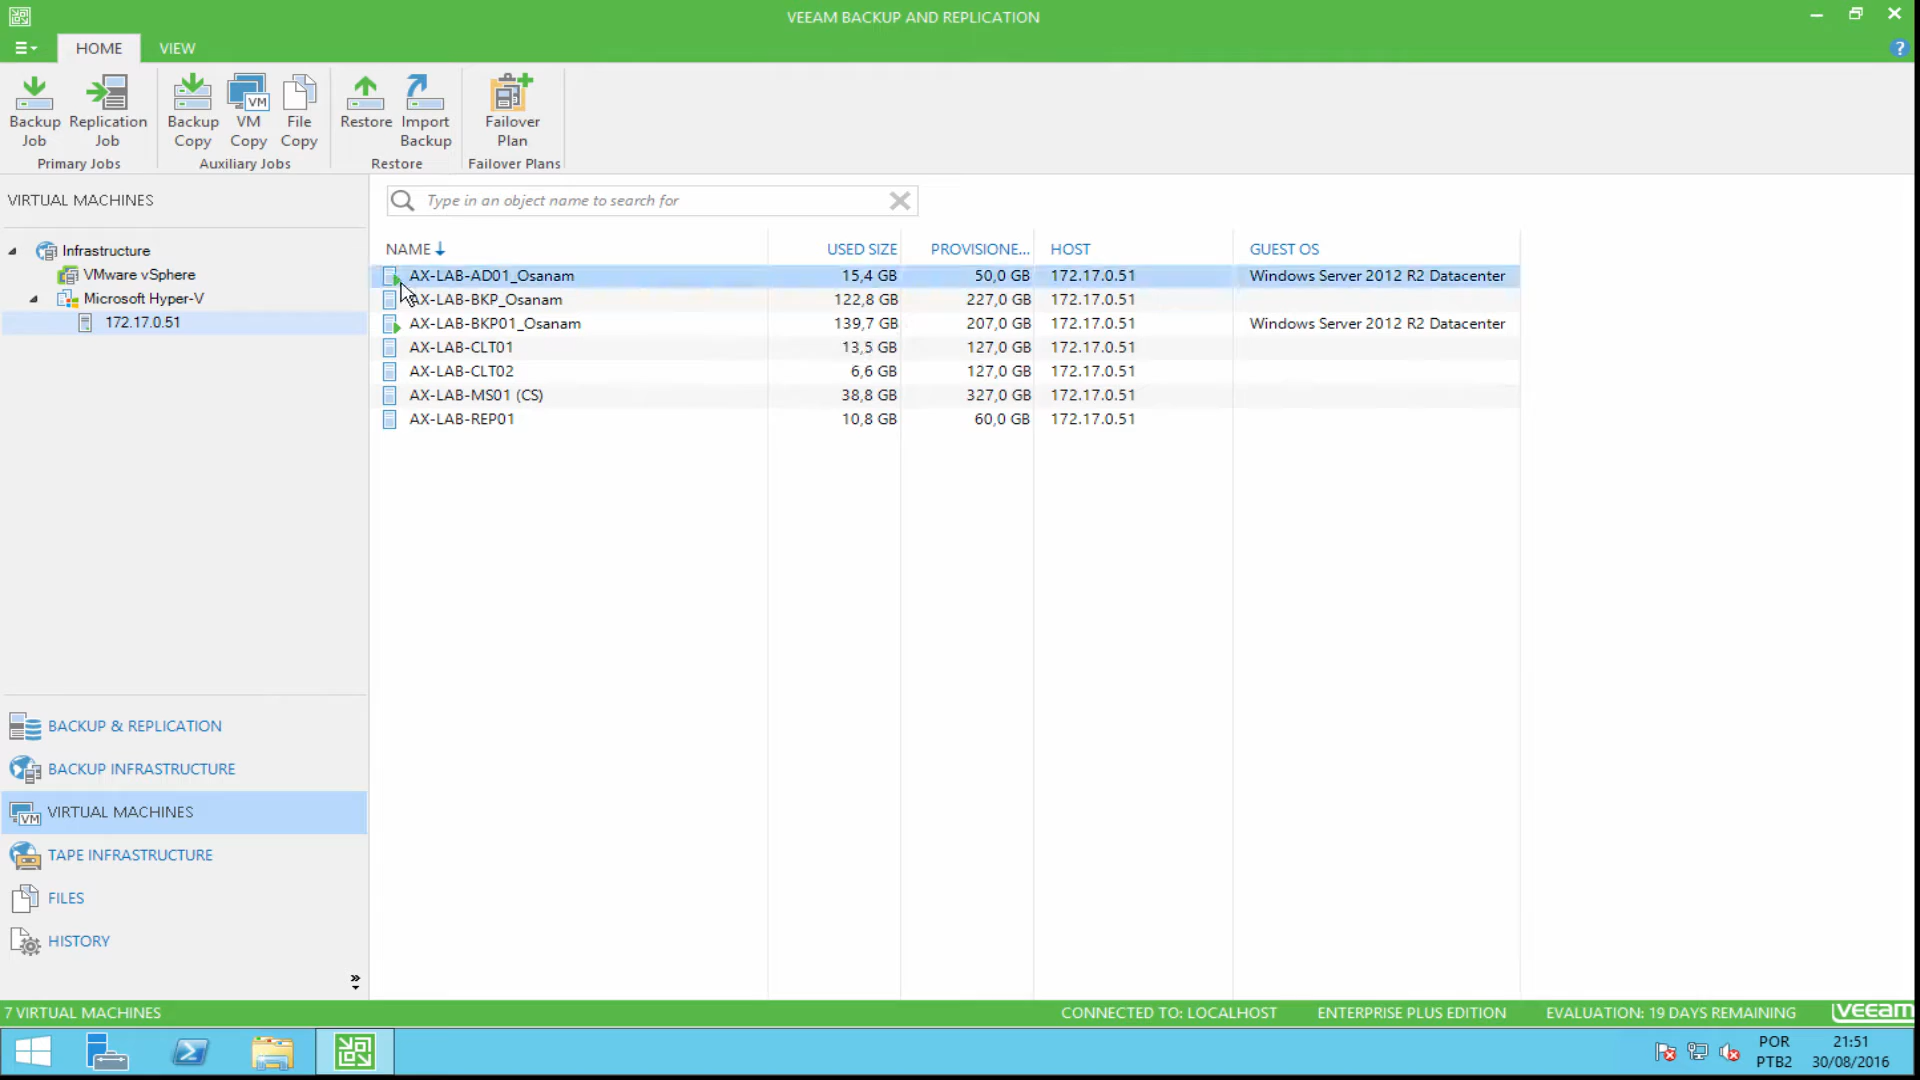 VEEAM BACKUP AND REPLICATION
HOME VIEW
?
Backup Job
Replication Job
Primary Jobs
Backup Copy
VM
VM Copy
File Copy
Auxiliary Jobs
Restore
Import Backup
Restore
Failover Plan
Failover Plans
VIRTUAL MACHINES
Infrastructure
VMware vSphere
Microsoft Hyper-V
172.17.0.51
Type in an object name to search for
NAME USED SIZE PROVISIONE... HOST GUEST OS
AX-LAB-AD01_Osanam 15,4 GB 50,0 GB 172.17.0.51 Windows Server 2012 R2 Datacenter
AX-LAB-BKP_Osanam 122,8 GB 227,0 GB 172.17.0.51
AX-LAB-BKP01_Osanam 139,7 GB 207,0 GB 172.17.0.51 Windows Server 2012 R2 Datacenter
AX-LAB-CLT01 13,5 GB 127,0 GB 172.17.0.51
AX-LAB-CLT02 6,6 GB 127,0 GB 172.17.0.51
AX-LAB-MS01 (CS) 38,8 GB 327,0 GB 172.17.0.51
AX-LAB-REP01 10,8 GB 60,0 GB 172.17.0.51
BACKUP & REPLICATION
BACKUP INFRASTRUCTURE
VM
VIRTUAL MACHINES
TAPE INFRASTRUCTURE
FILES
HISTORY
7 VIRTUAL MACHINES CONNECTED TO: LOCALHOST ENTERPRISE PLUS EDITION EVALUATION: 19 DAYS REMAINING veeam
POR 21:51
PTB2 30/08/2016